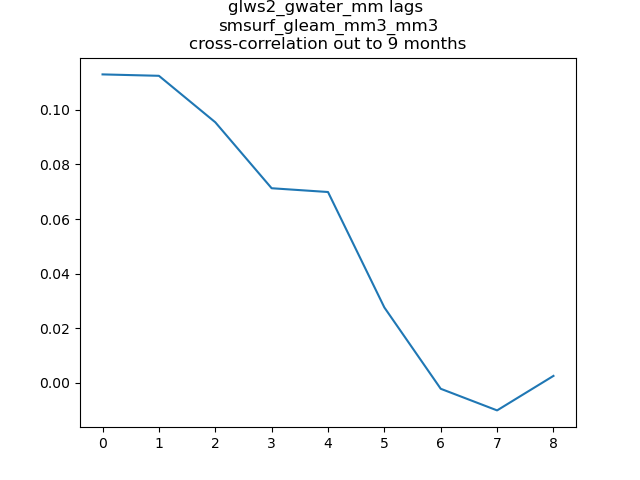 glws2_gwater_mm lags
smsurf_gleam_mm3_mm3
cross-correlation out to 9 months
0.10
0.08
0.06
0.04
0.02
0.00
0 1 2 3 4 5 6 7 8